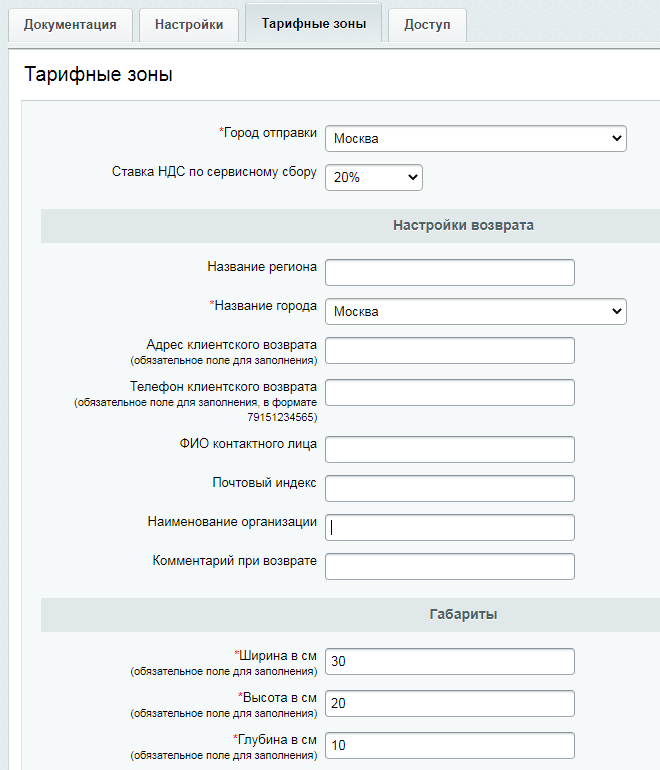 Документация Настройки Тарифные зоны Доступ
Тарифные зоны
*Город отправки Москва
Ставка НДС по сервисному сбору 20%
Настройки возврата
Название региона
*Название города Москва
Адрес клиентского возврата
(обязательное поле для заполнения)
Телефон клиентского возврата
(обязательное поле для заполнения, в формате
79151234565)
ФИО контактного лица
Почтовый индекс
Наименование организации
Комментарий при возврате
Габариты
*Ширина в см 30
(обязательное поле для заполнения)
*Высота в см 20
(обязательное поле для заполнения)
*Глубина в см 10
(обязательное поле для заполнения)